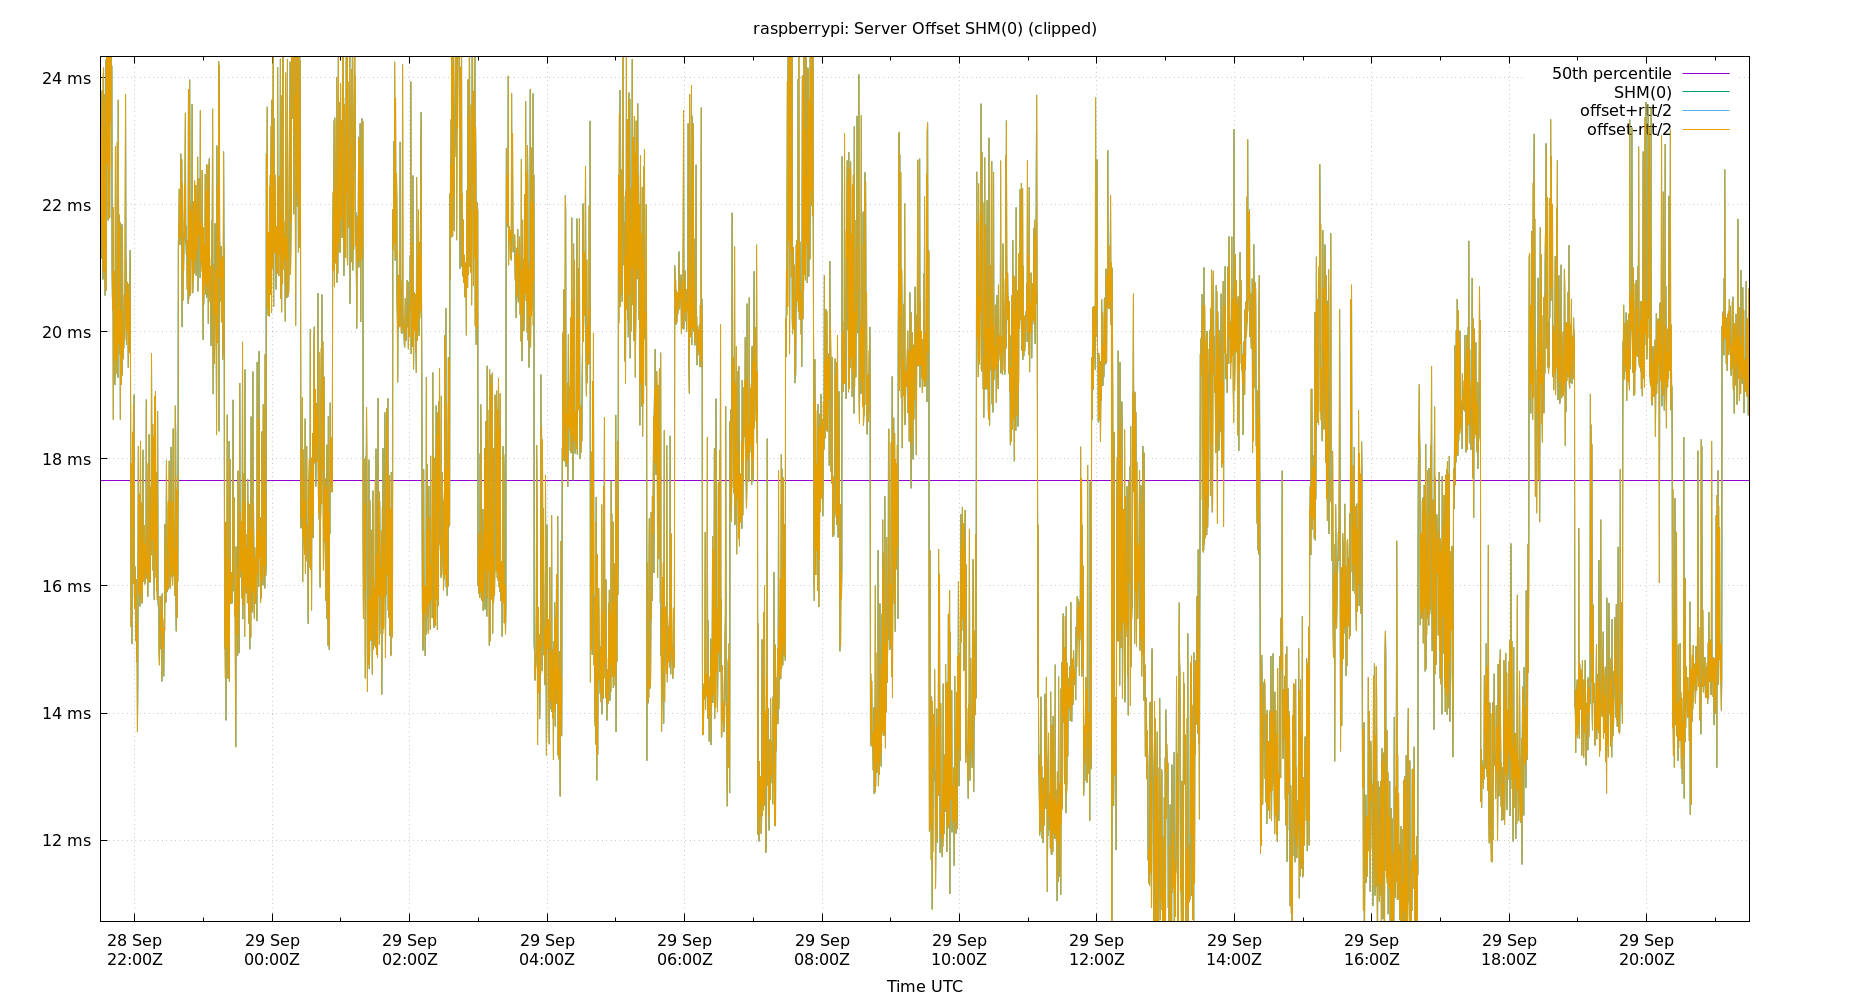 raspberrypi: Server Offset SHM(0) (clipped)
24 ms
22 ms
20 ms
18 ms
16 ms
14 ms
12 ms
50th percentile
SHM(0)
offset+rtt/2
offset-rtt/2
28 Sep
22:00Z
29 Sep
00:00Z
29 Sep
02:00Z
29 Sep
04:00Z
29 Sep
06:00Z
29 Sep
08:00Z
29 Sep
10:00Z
29 Sep
12:00Z
29 Sep
14:00Z
29 Sep
16:00Z
29 Sep
18:00Z
29 Sep
20:00Z
Time UTC